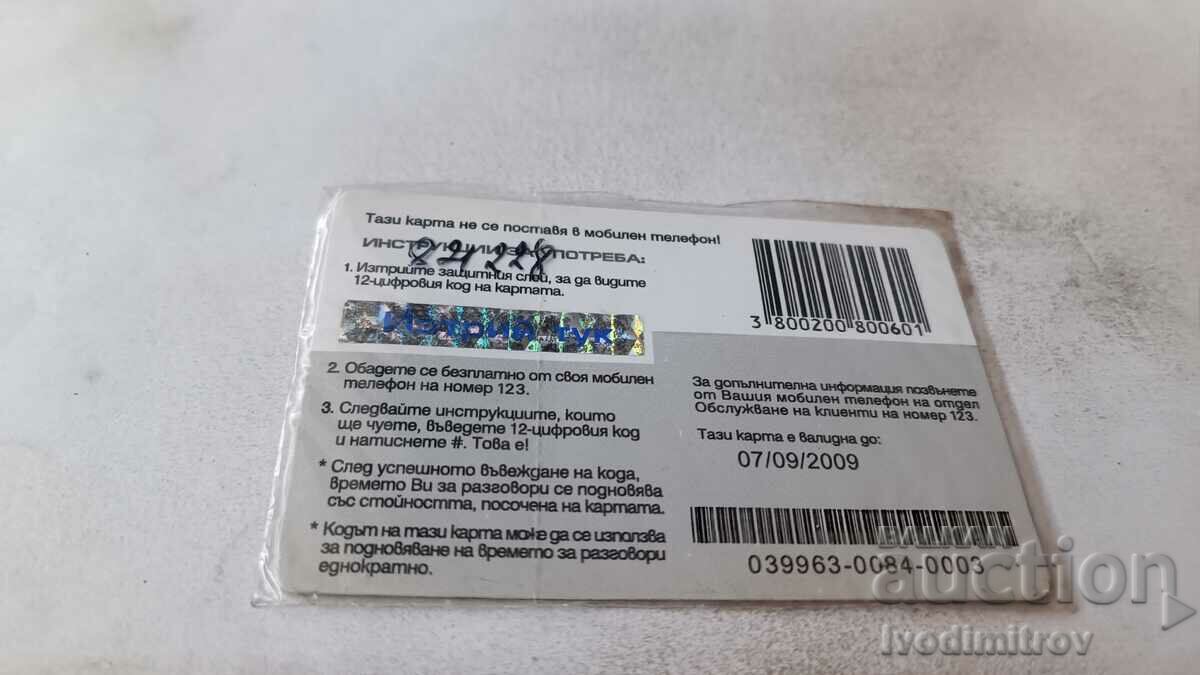 Тази карта не се поставя в мобилен телефон!
ИНСТРУКЦИИ ЗА УПОТРЕБА:
1. Изтрийте защитния слой, за да видите
12-цифровия код на картата.
Изтрий тук
2. Обадете се безплатно от своя мобилен
телефон на номер 123.
3. Следвайте инструкциите, които
ще чуете, въведете 12-цифровия код
и натиснете #. Това е!
* След успешното въвеждане на кода,
времето Ви за разговори се подновява
със стойността, посочена на картата.
* Кодът на тази карта може да се използва
за подновяване на времето за разговори
еднократно.
3 800200 800601
За допълнителна информация позвънете
от Вашия мобилен телефон на отдел
Обслужване на клиенти на номер 123.
Тази карта е валидна до:
07/09/2009
039963-0084-0003
BALKAN
auction
Ivodimitrov